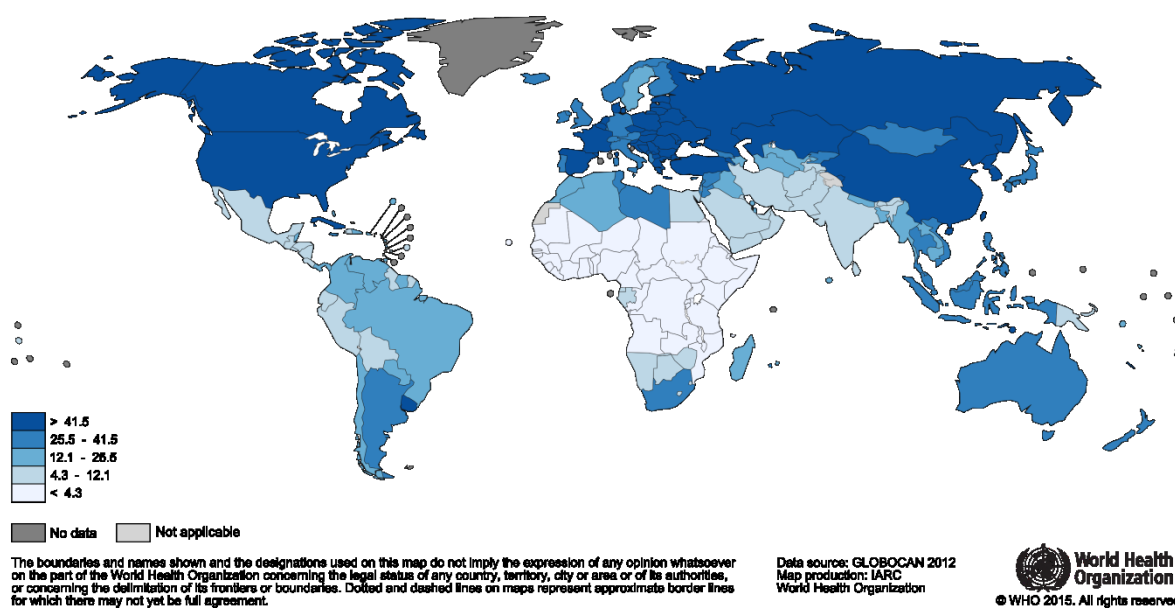 > 41.5
25.5 - 41.5
12.1 - 25.5
4.3 - 12.1
< 4.3
No data
Not applicable
The boundaries and names shown and the designations used on this map do not imply the expression of any opinion whatsoever
on the part of the World Health Organization concerning the legal status of any country, territory, city or area or of its authorities,
or concerning the delimitation of its frontiers or boundaries. Dotted and dashed lines on maps represent approximate border lines
for which there may not yet be full agreement.
Data source: GLOBOCAN 2012
Map production: IARC
World Health Organization
World Health
Organization
© WHO 2015. All rights reserve